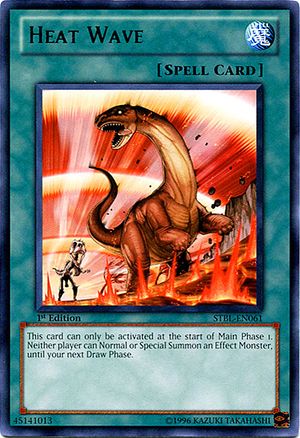 HEAT WAVE
魔
[SPELL CARD]
1st Edition
STBL-EN061
This card can only be activated at the start of Main Phase 1.
Neither player can Normal or Special Summon an Effect Monster,
until your next Draw Phase.
45141013
©1996 KAZUKI TAKAHASHI